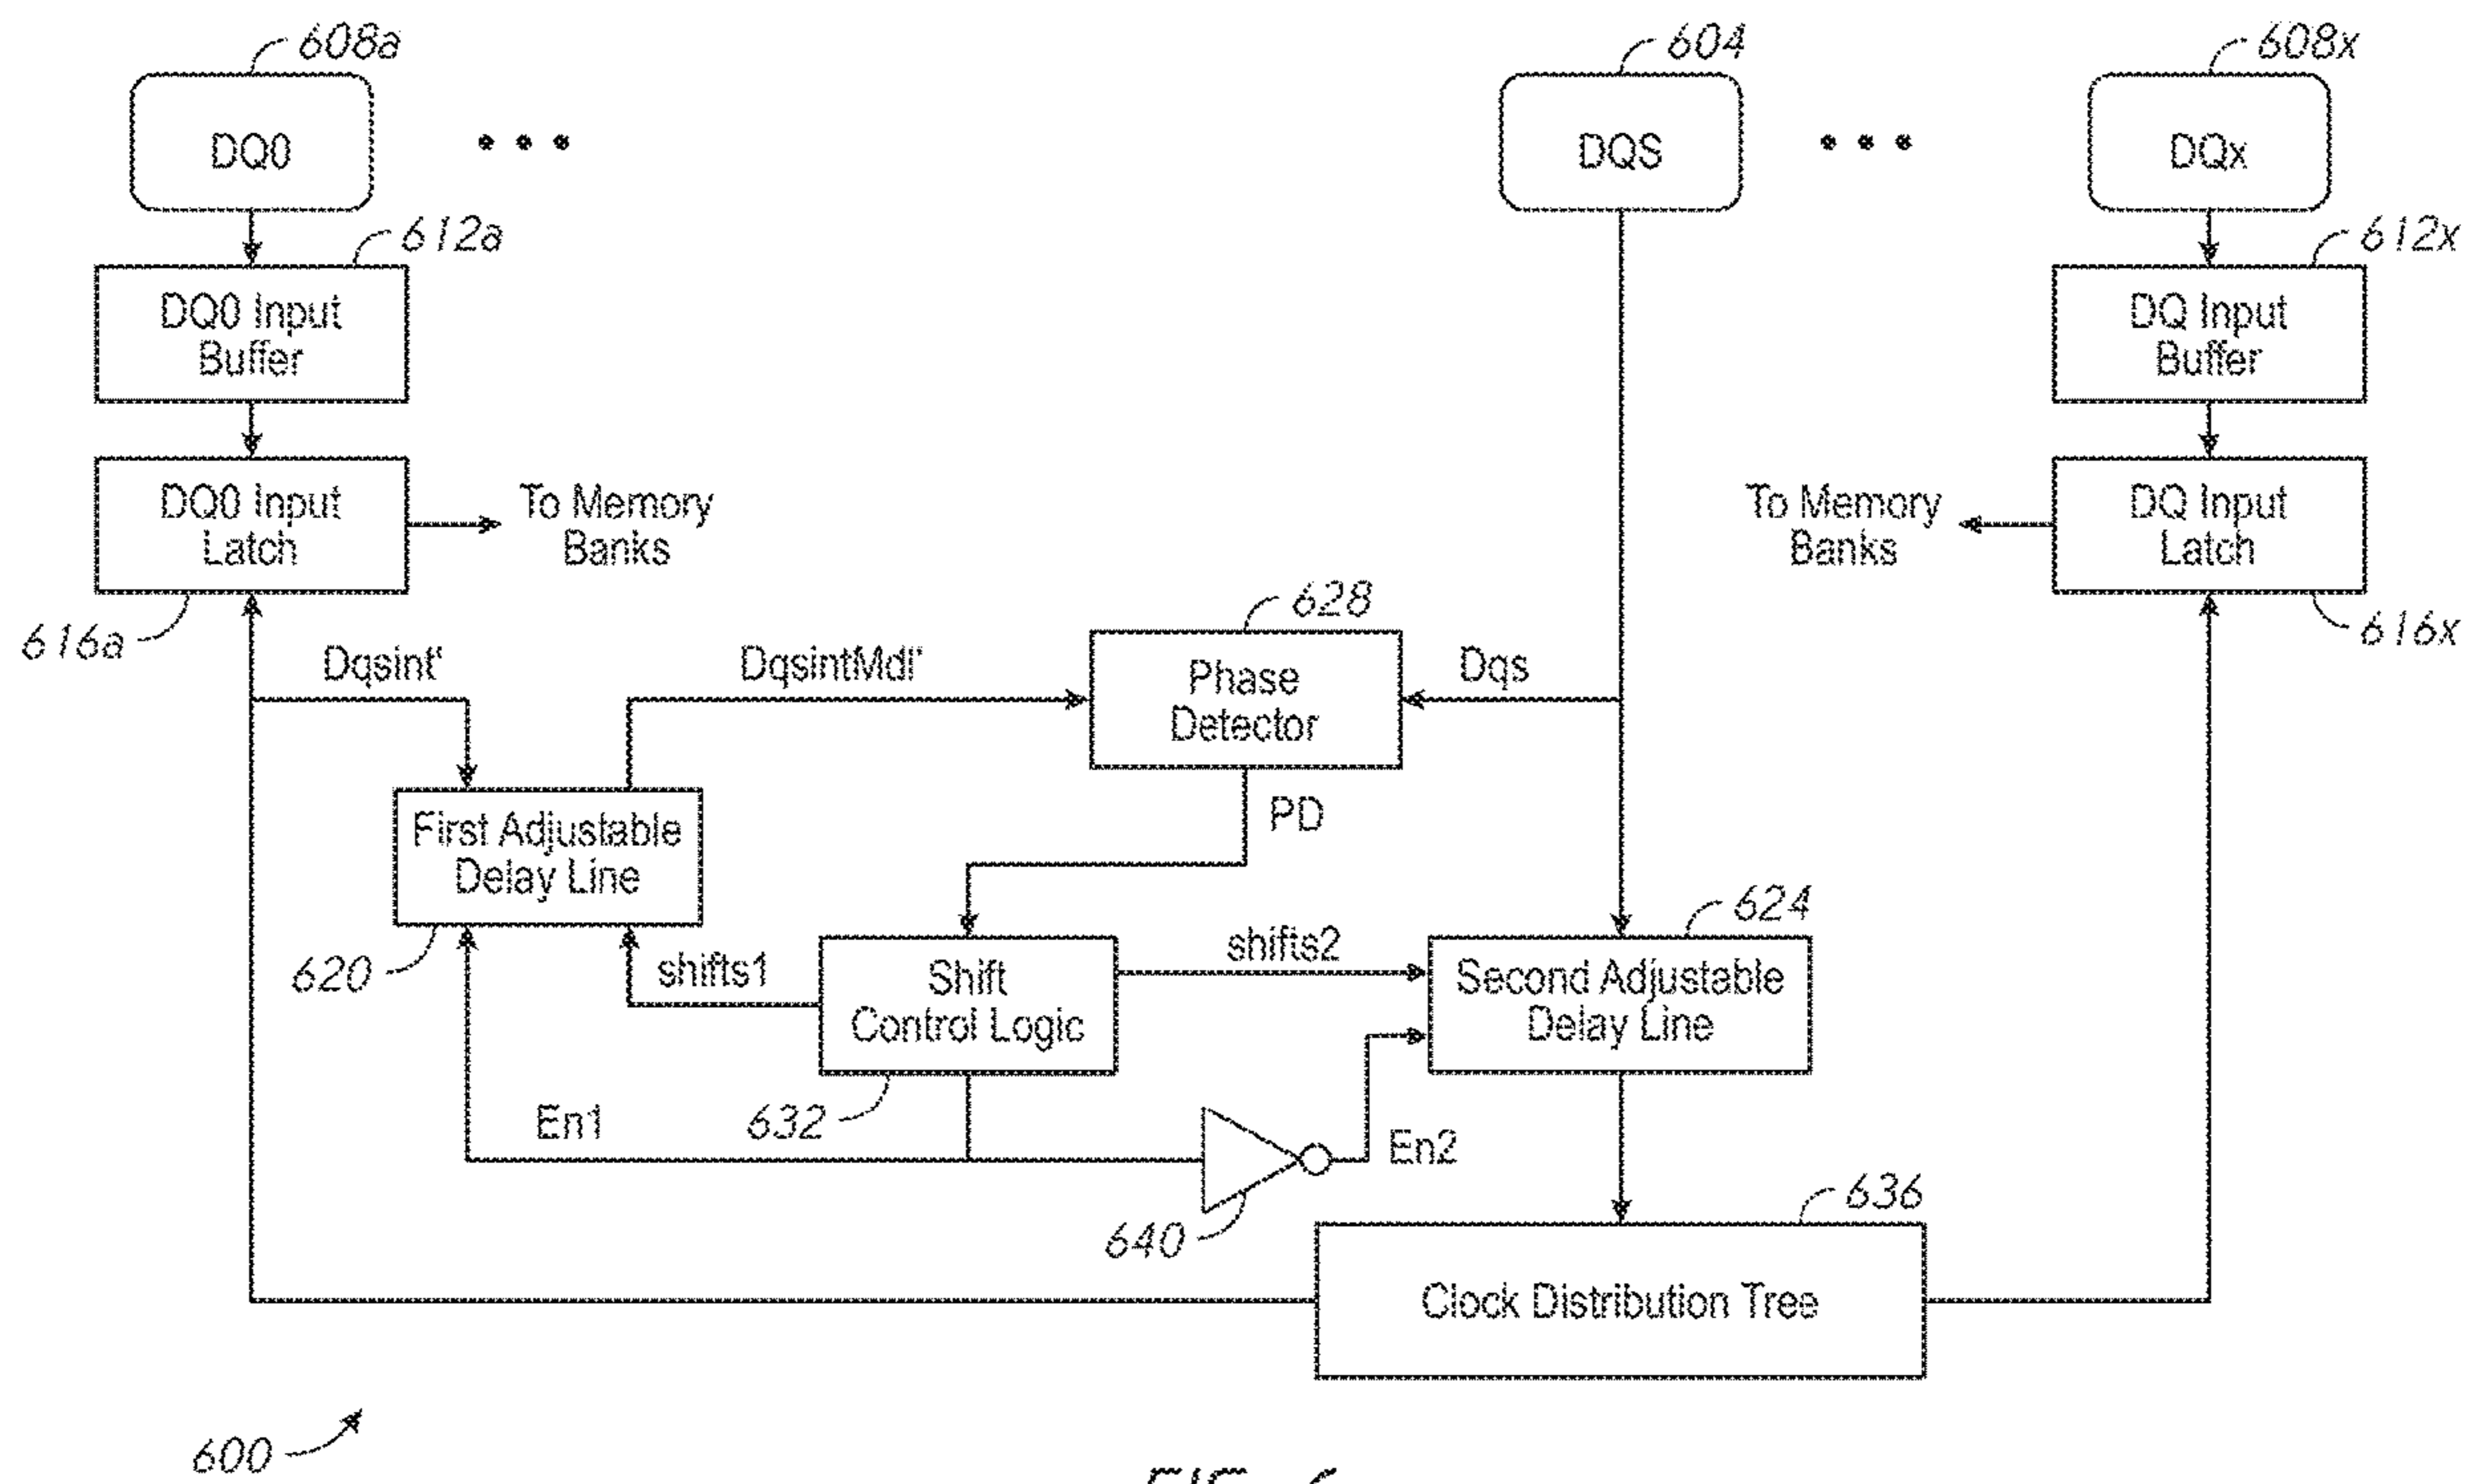 608a
604
608x
DQ0
• • •
DQS
• • •
DQx
612a
612x
DQ0 Input
Buffer
DQ Input
Buffer
DQ0 Input
Latch
To Memory
Banks
To Memory
Banks
DQ Input
Latch
616a
628
616x
Dqsint'
DqsintMdl'
Phase
Detector
Dqs
PD
First Adjustable
Delay Line
624
620
shifts1
Shift
Control Logic
shifts2
Second Adjustable
Delay Line
En1
632
En2
640
636
Clock Distribution Tree
600